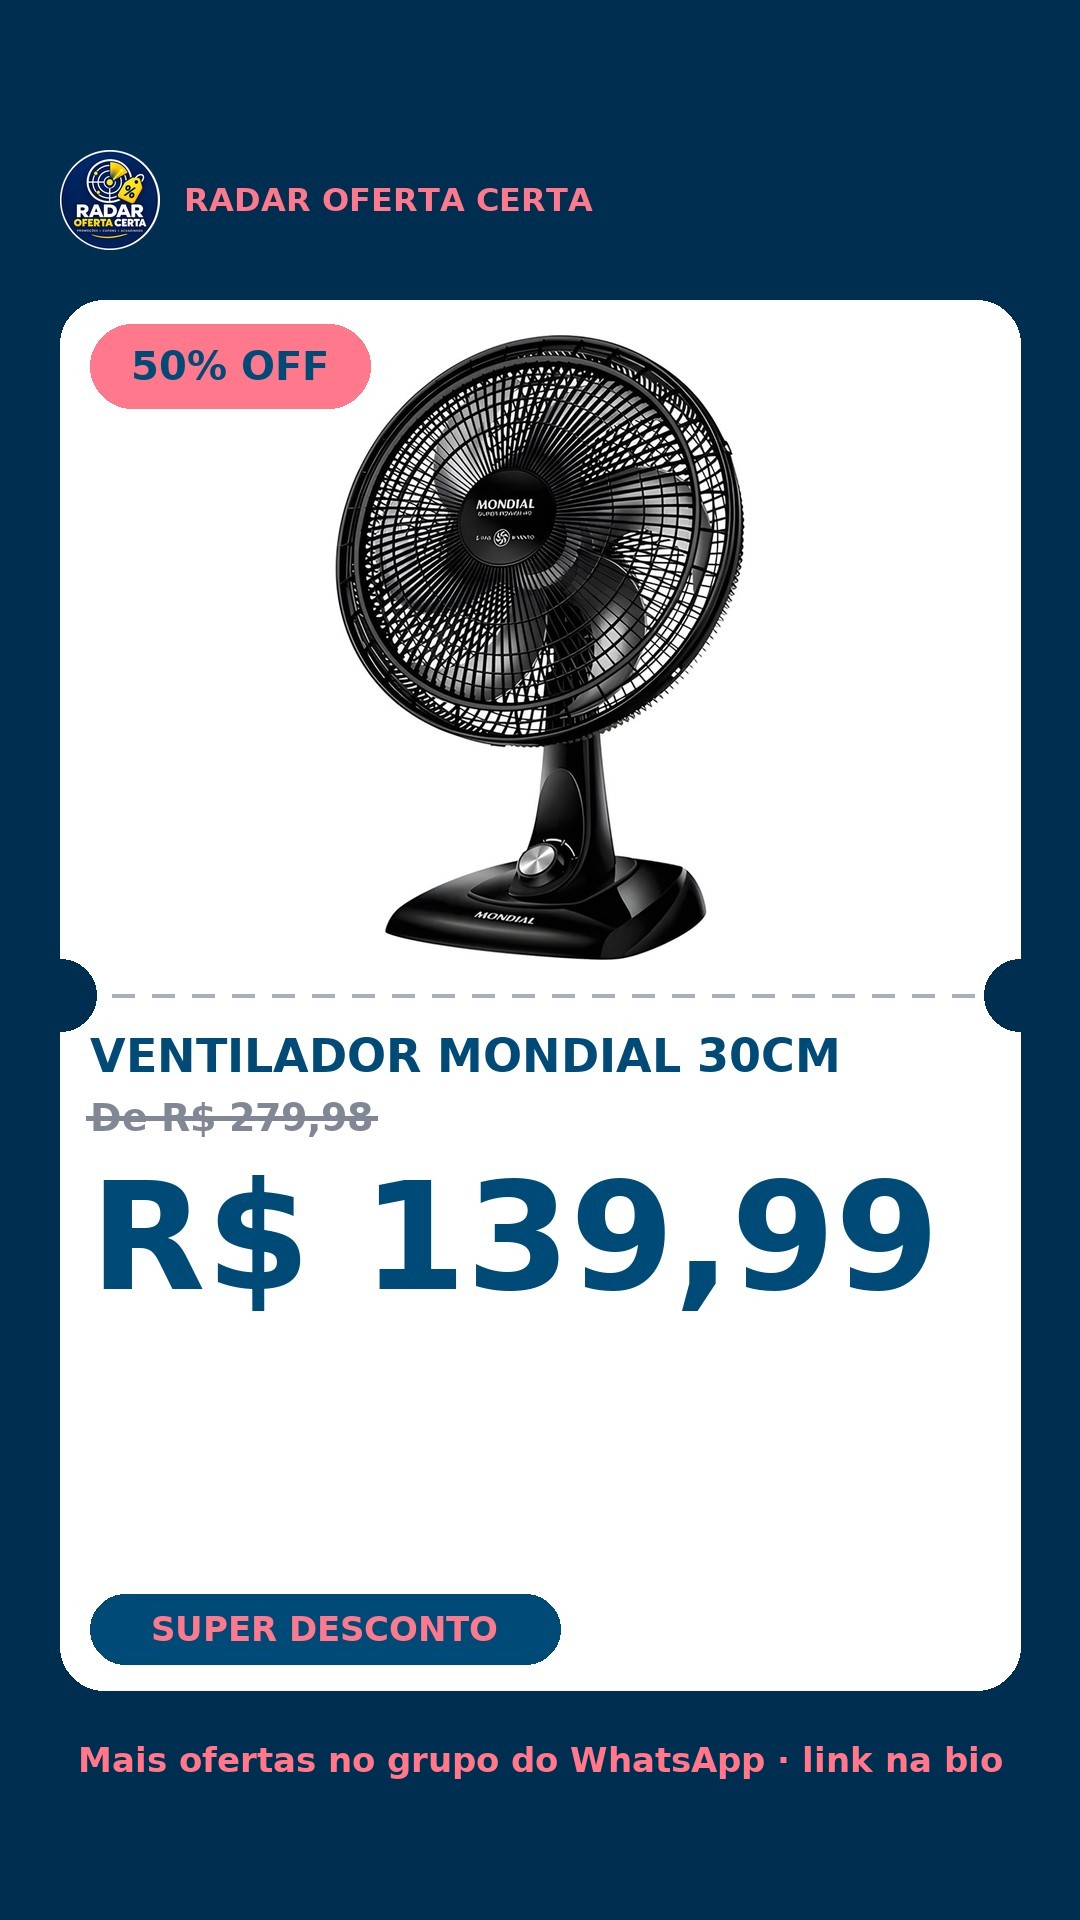 RADAR
OFERTA CERTA
RADAR OFERTA CERTA
50% OFF
MONDIAL
MONDIAL
VENTILADOR MONDIAL 30CM
De R$ 279,98
R$ 139,99
SUPER DESCONTO
Mais ofertas no grupo do WhatsApp · link na bio